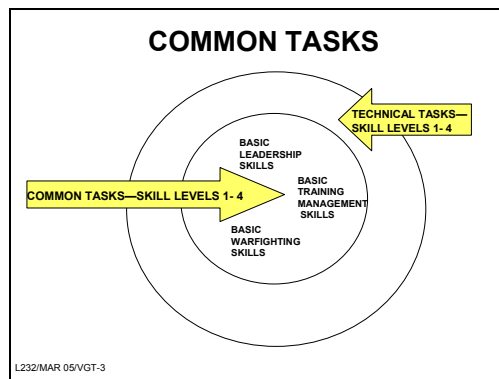 COMMON TASKS
TECHNICAL TASKS—
SKILL LEVELS 1- 4
BASIC
LEADERSHIP
SKILLS
BASIC
TRAINING
MANAGEMENT
SKILLS
COMMON TASKS—SKILL LEVELS 1- 4
BASIC
WARFIGHTING
SKILLS
L232/MAR 05/VGT-3